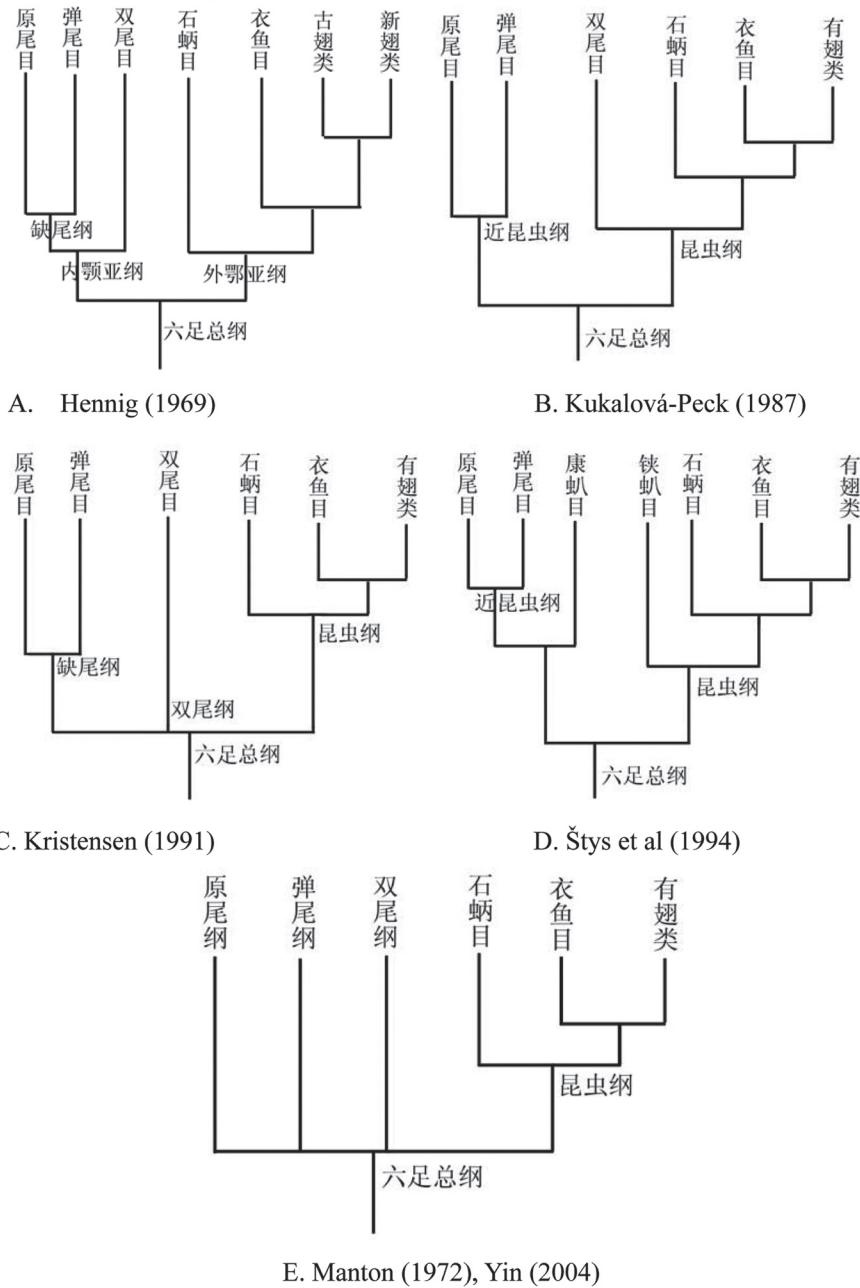 原尾目 弹尾目 双尾目 石蛃目 衣鱼目 古翅类 新翅类
缺尾纲
内颚亚纲 外鄂亚纲
六足总纲
A. Hennig (1969)
原尾目 弹尾目 双尾目 石蛃目 衣鱼目 有翅类
近昆虫纲
昆虫纲
六足总纲
B. Kukalová-Peck (1987)
原尾目 弹尾目 双尾目 石蛃目 衣鱼目 有翅类
昆虫纲
缺尾纲
双尾纲
六足总纲
C. Kristensen (1991)
原尾目 弹尾目 康虮目 铗虮目 石蛃目 衣鱼目 有翅类
近昆虫纲
昆虫纲
六足总纲
D. Štys et al (1994)
原尾纲 弹尾纲 双尾纲 石蛃目 衣鱼目 有翅类
昆虫纲
六足总纲
E. Manton (1972), Yin (2004)